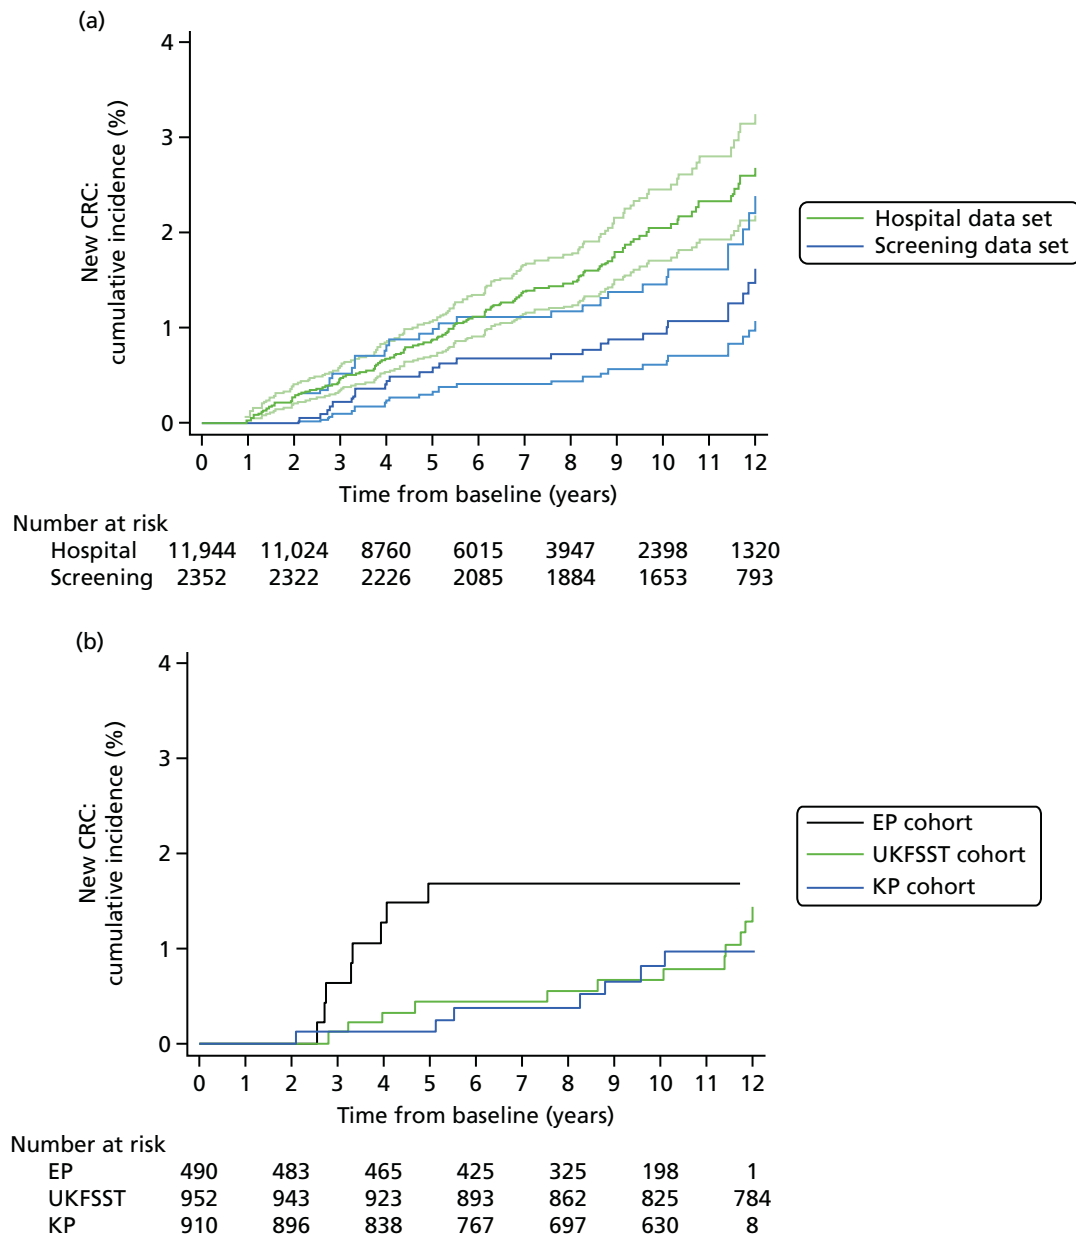 (a)
4
3
2
1
0
New CRC:
cumulative incidence (%)
0 1 2 3 4 5 6 7 8 9 10 11 12
Time from baseline (years)
Hospital data set
Screening data set
Number at risk
Hospital 11,944 11,024 8760 6015 3947 2398 1320
Screening 2352 2322 2226 2085 1884 1653 793
(b)
4
3
2
1
0
New CRC:
cumulative incidence (%)
0 1 2 3 4 5 6 7 8 9 10 11 12
Time from baseline (years)
EP cohort
UKFSST cohort
KP cohort
Number at risk
EP 490 483 465 425 325 198 1
UKFSST 952 943 923 893 862 825 784
KP 910 896 838 767 697 630 8